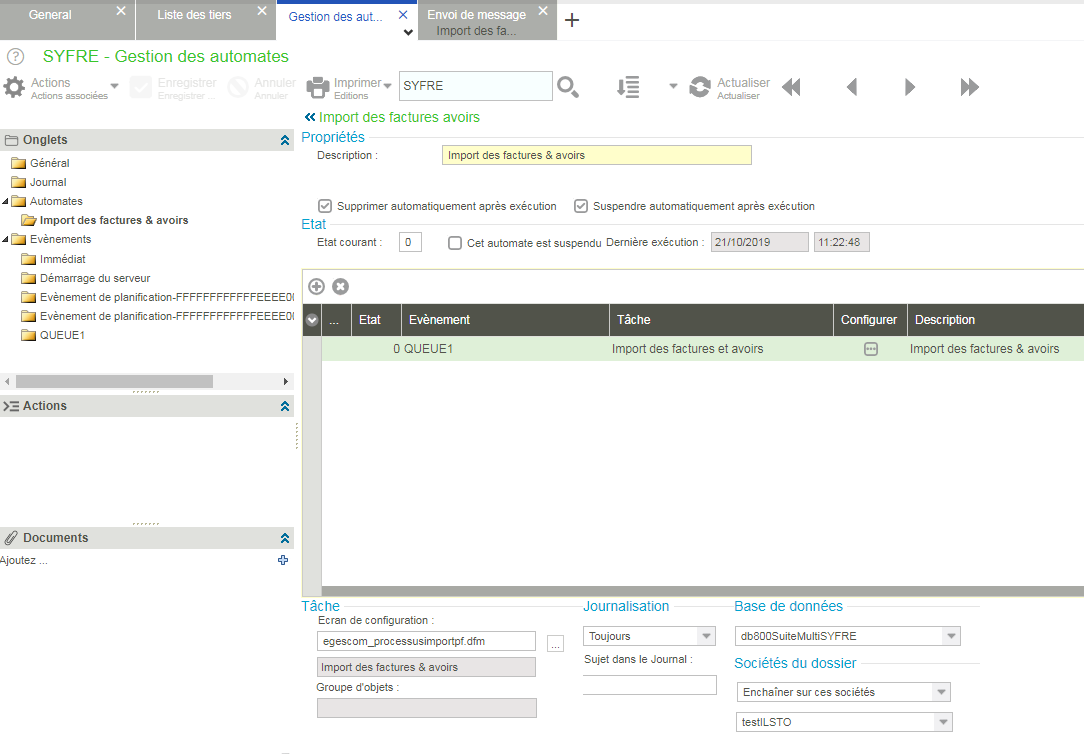 General
Liste des tiers
Gestion des aut...
Envoi de message
Import des fa...
SYFRE - Gestion des automates
Actions
Actions associées
Enregistrer
Enregistrer ...
Annuler
Annuler
Imprimer
Editions
SYFRE
Actualiser
Actualiser
Onglets
Général
Journal
Automates
Import des factures & avoirs
Evènements
Immédiat
Démarrage du serveur
Evènement de planification-FFFFFFFFFFFFEEEE0(
Evènement de planification-FFFFFFFFFFFFEEEE0(
QUEUE1
Actions
Documents
Ajoutez ...
Import des factures avoirs
Propriétés
Description :
Import des factures & avoirs
Supprimer automatiquement après exécution
Suspendre automatiquement après exécution
Etat
Etat courant :
0
Cet automate est suspendu
Dernière exécution :
21/10/2019
11:22:48
...
Etat
Evènement
Tâche
Configurer
Description
0
QUEUE1
Import des factures et avoirs
Import des factures & avoirs
Tâche
Ecran de configuration :
egescom_processusimportpf.dfm
...
Import des factures & avoirs
Groupe d'objets :
Journalisation
Toujours
Sujet dans le Journal :
Base de données
db800SuiteMultiSYFRE
Sociétés du dossier
Enchaîner sur ces sociétés
testILSTO